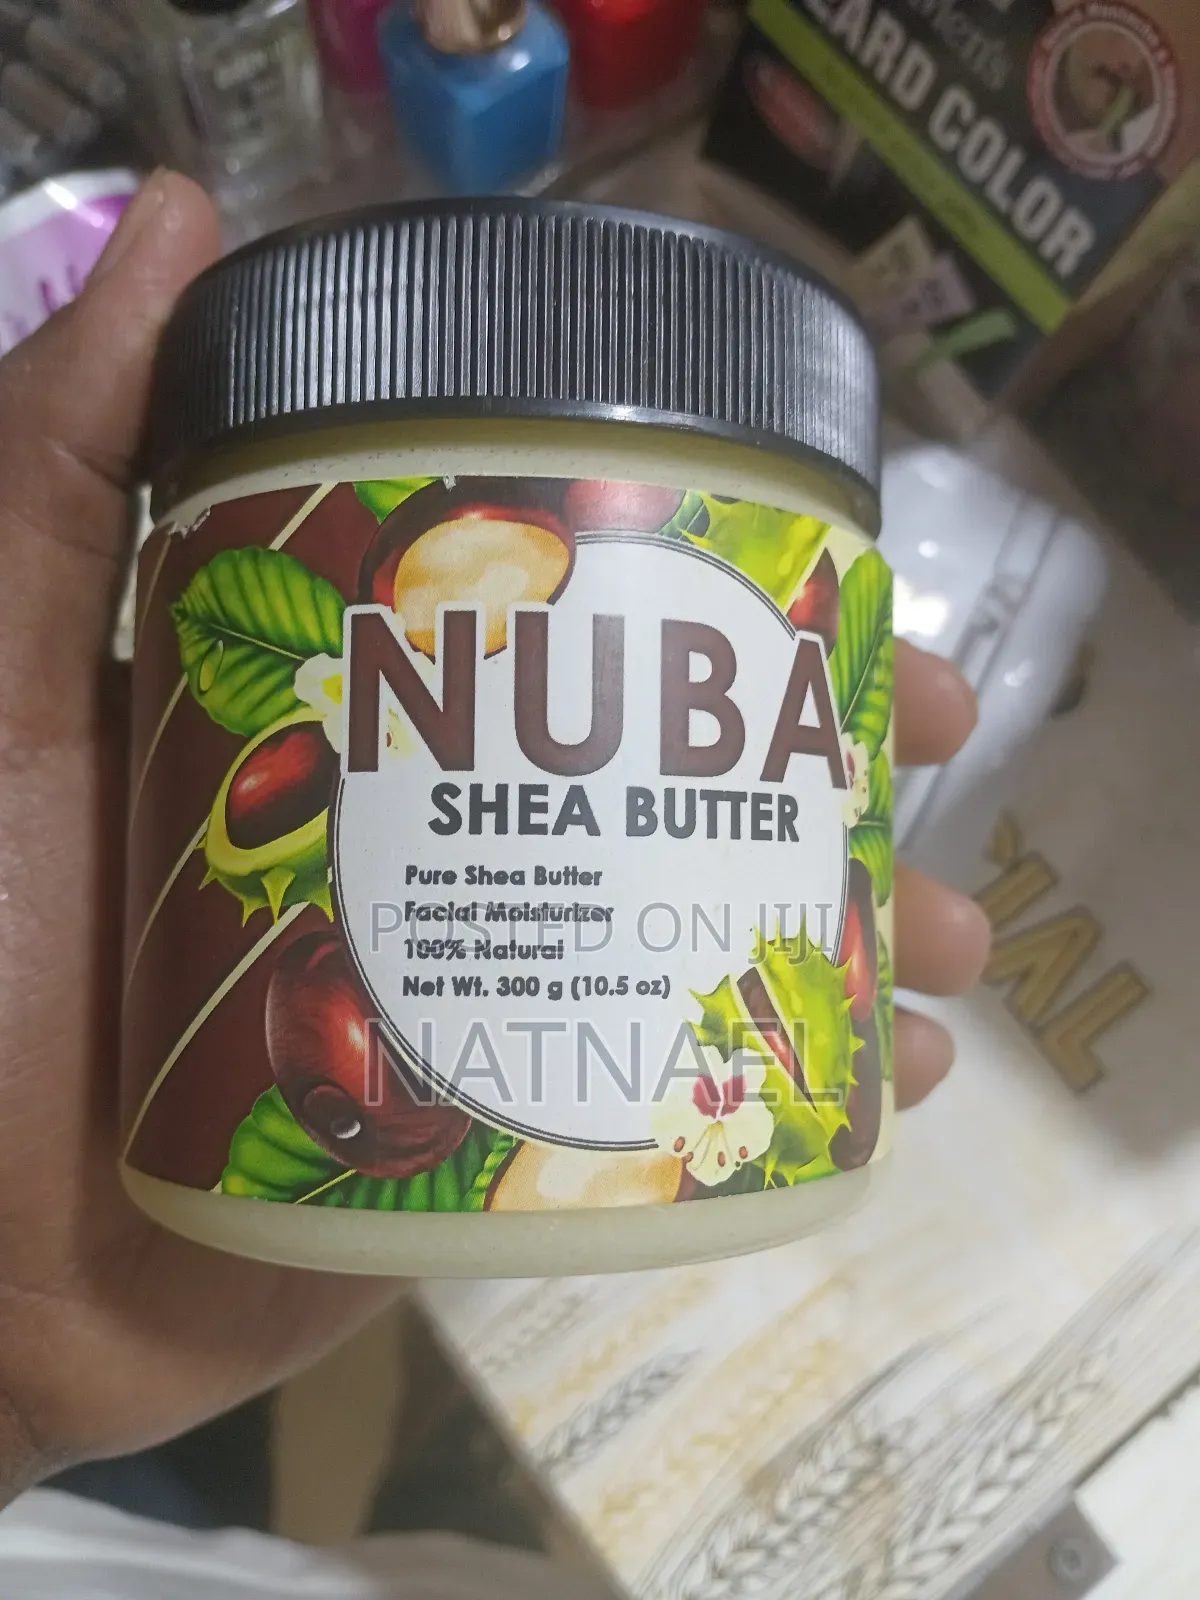 BEARD COLOR
NUBA
SHEA BUTTER
Pure Shea Butter
Facial Moisturizer
100% Natural
Net Wt. 300 g (10.5 oz)
POSTED ON JIJI
NATNAEL